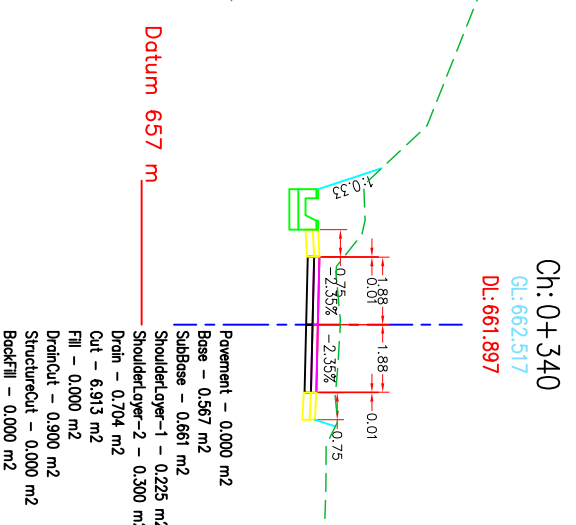 Ch:0+340
GL:662.517
DL:661.897
1.88
1.88
0.01
0.01
0.75
0.75
-2.35%
-2.35%
1:0.33
Pavement - 0.000 m2
Base - 0.567 m2
SubBase - 0.661 m2
ShoulderLayer-1 - 0.225 m2
ShoulderLayer-2 - 0.300 m2
Drain - 0.704 m2
Cut - 6.913 m2
Fill - 0.000 m2
DrainCut - 0.900 m2
StructureCut - 0.000 m2
BackFill - 0.000 m2
Datum 657 m